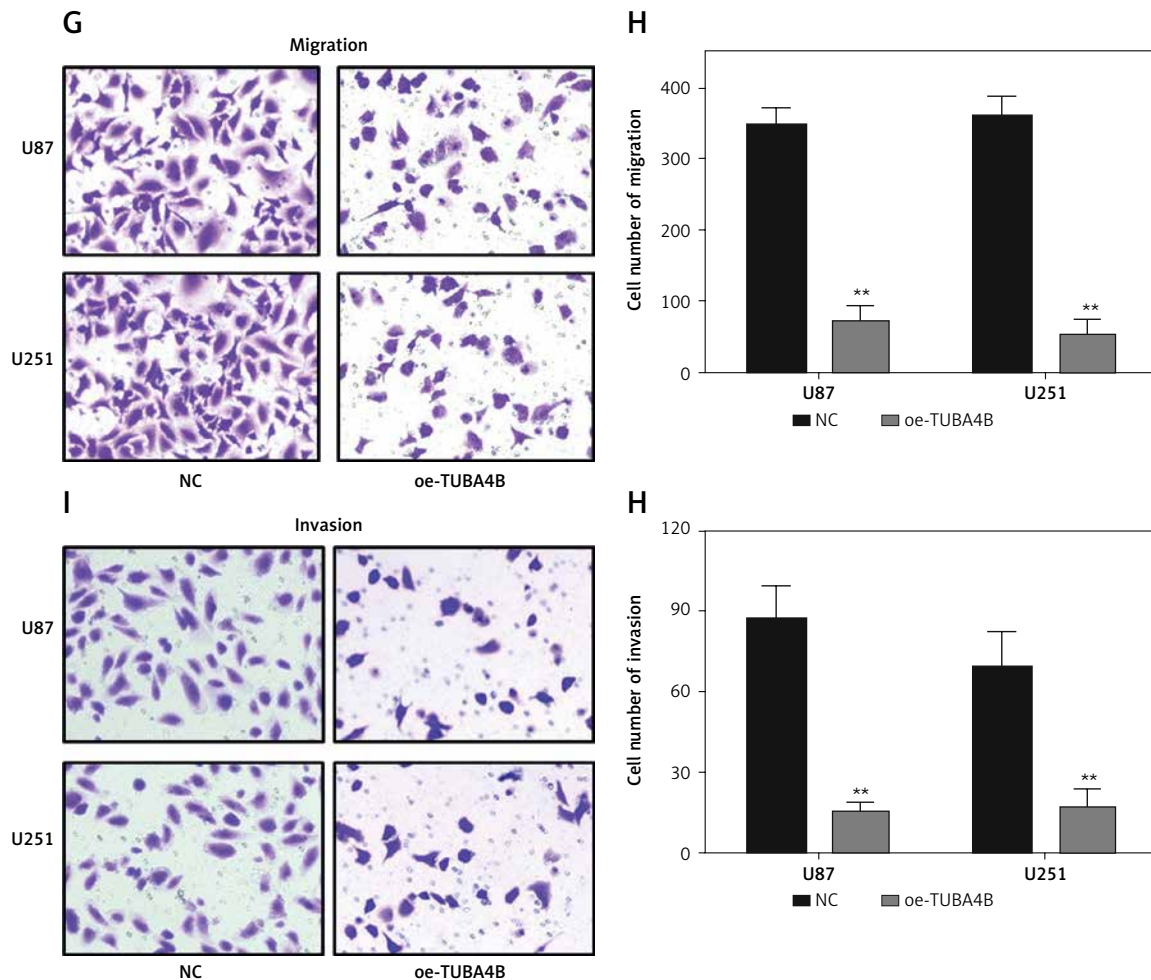 G
Migration
U87
U251
NC oe-TUBA4B
H
Cell number of migration
400
300
200
100
0
**
**
U87 U251
NC oe-TUBA4B
I
Invasion
U87
U251
NC oe-TUBA4B
H
Cell number of invasion
120
90
60
30
0
**
**
U87 U251
NC oe-TUBA4B